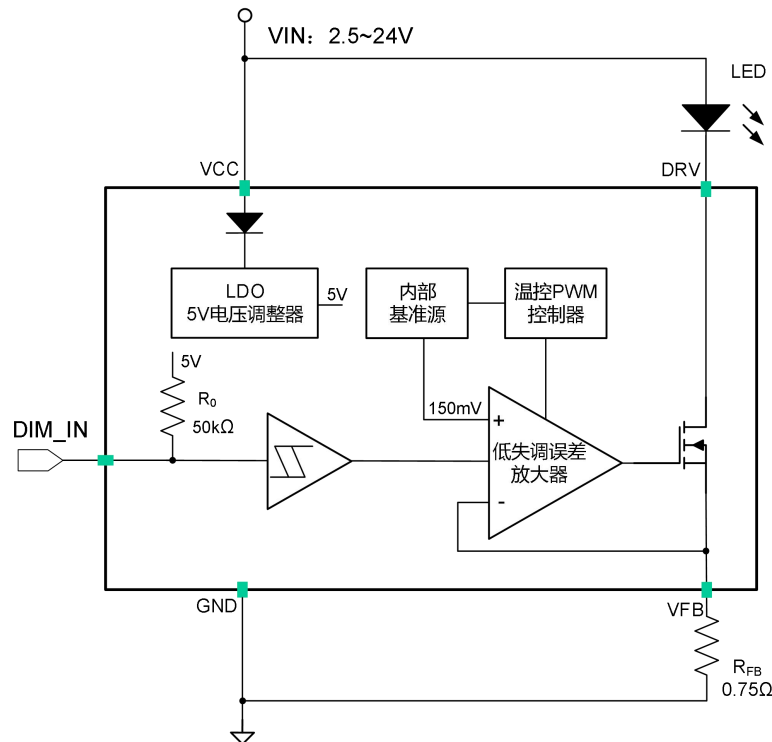 VIN：2.5~24V
LED
VCC
DRV
LDO
5V电压调整器
5V
内部
基准源
温控PWM
控制器
5V
R₀
50kΩ
150mV
+
DIM_IN
低失调误差
放大器
-
GND
VFB
R_FB
0.75Ω